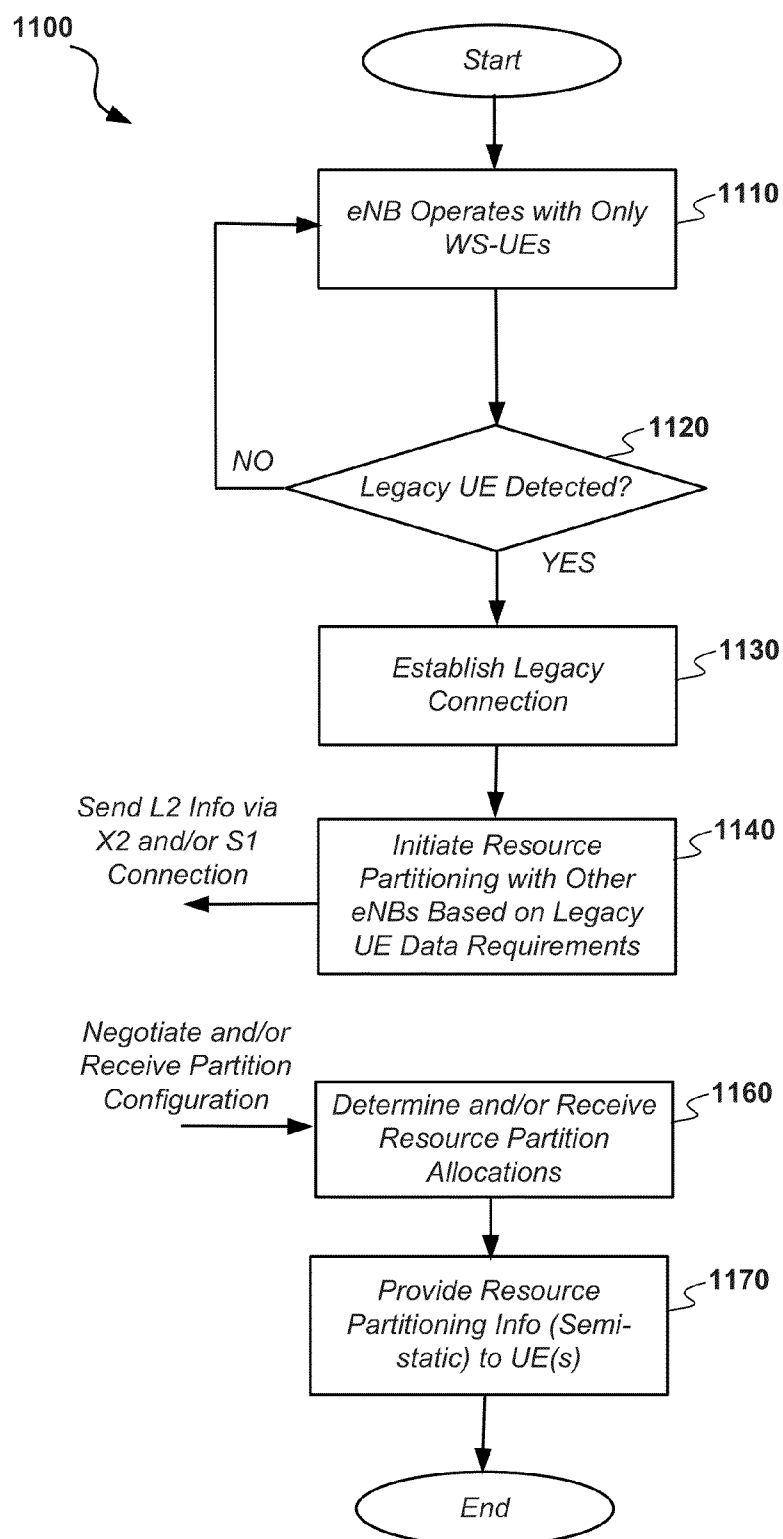 1100
Start
1110
eNB Operates with Only
WS-UEs
1120
NO
Legacy UE Detected?
YES
1130
Establish Legacy
Connection
Send L2 Info via
X2 and/or S1
Connection
1140
Initiate Resource
Partitioning with Other
eNBs Based on Legacy
UE Data Requirements
Negotiate and/or
Receive Partition
Configuration
1160
Determine and/or Receive
Resource Partition
Allocations
1170
Provide Resource
Partitioning Info (Semi-
static) to UE(s)
End